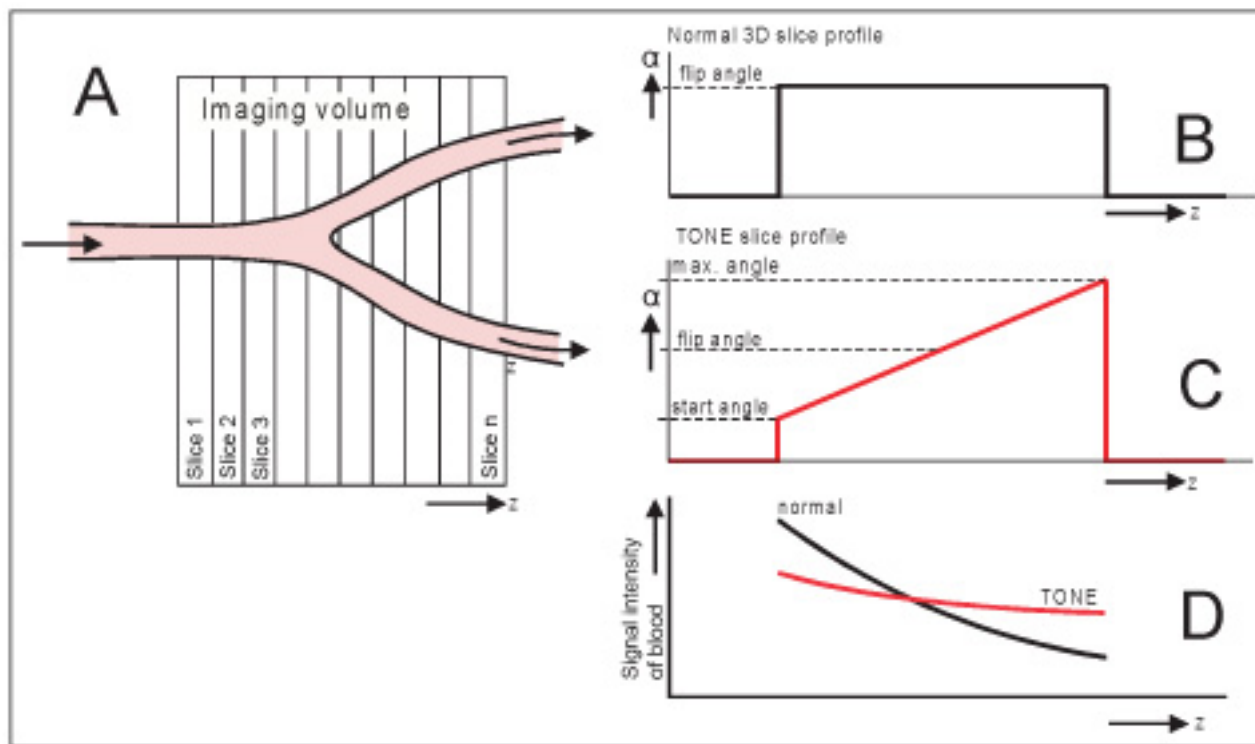 A
Imaging volume
Slice 1
Slice 2
Slice 3
Slice n
z
z
Normal 3D slice profile
α
flip angle
B
z
TONE slice profile
max. angle
α
flip angle
start angle
C
z
normal
TONE
Signal intensity
of blood
D
z